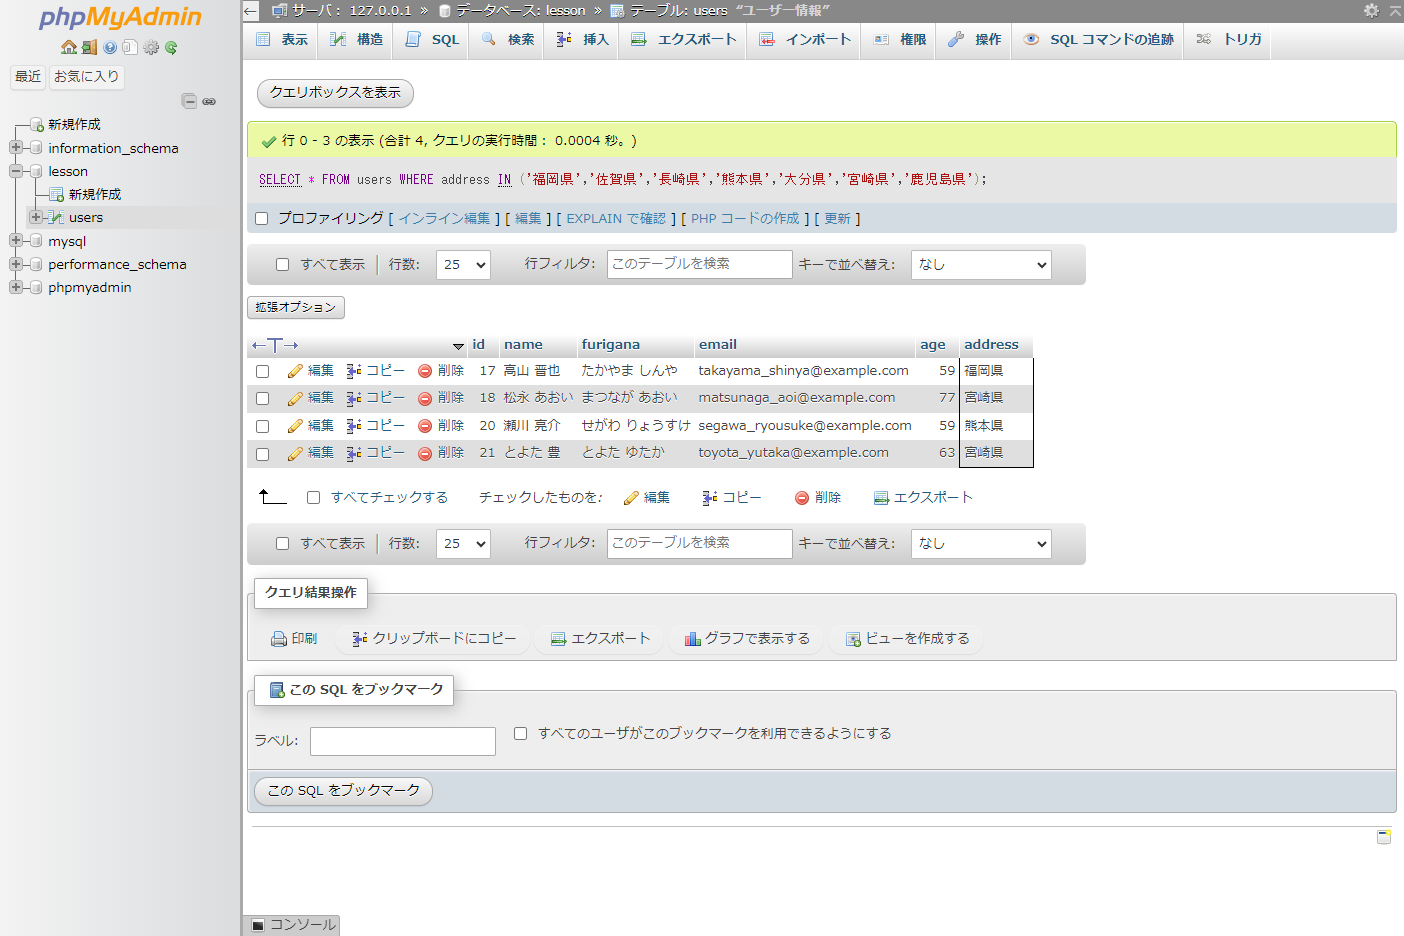 phpMyAdmin
最近 お気に入り
新規作成
information_schema
lesson
新規作成
users
mysql
performance_schema
phpmyadmin
サーバ： 127.0.0.1 » データベース: lesson » テーブル: users “ユーザー情報”
表示 構造 SQL 検索 挿入 エクスポート インポート 権限 操作 SQL コマンドの追跡 トリガ
クエリボックスを表示
行 0 - 3 の表示 (合計 4, クエリの実行時間： 0.0004 秒。)
SELECT * FROM users WHERE address IN ('福岡県','佐賀県','長崎県','熊本県','大分県','宮崎県','鹿児島県');
プロファイリング [ インライン編集 ] [ 編集 ] [ EXPLAIN で確認 ] [ PHP コードの作成 ] [ 更新 ]
すべて表示 行数: 25 行フィルタ: このテーブルを検索 キーで並べ替え: なし
拡張オプション
←T→ id name furigana email age address
編集 コピー 削除 17 高山 晋也 たかやま しんや takayama_shinya@example.com 59 福岡県
編集 コピー 削除 18 松永 あおい まつなが あおい matsunaga_aoi@example.com 77 宮崎県
編集 コピー 削除 20 瀬川 亮介 せがわ りょうすけ segawa_ryousuke@example.com 59 熊本県
編集 コピー 削除 21 とよた 豊 とよた ゆたか toyota_yutaka@example.com 63 宮崎県
すべてチェックする チェックしたものを: 編集 コピー 削除 エクスポート
すべて表示 行数: 25 行フィルタ: このテーブルを検索 キーで並べ替え: なし
クエリ結果操作
印刷 クリップボードにコピー エクスポート グラフで表示する ビューを作成する
この SQL をブックマーク
ラベル: すべてのユーザがこのブックマークを利用できるようにする
この SQL をブックマーク
コンソール